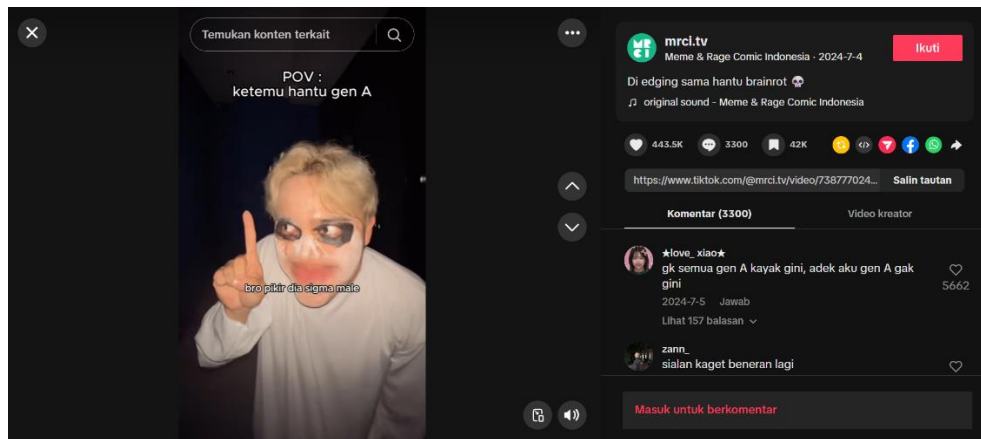 Temukan konten terkait
POV :
ketemu hantu gen A
bro pikir dia sigma male
mrci.tv
Meme & Rage Comic Indonesia · 2024-7-4
Ikuti
Di edging sama hantu brainrot 💀
♫ original sound - Meme & Rage Comic Indonesia
443.5K
3300
42K
https://www.tiktok.com/@mrci.tv/video/738777024...
Salin tautan
Komentar (3300)
Video kreator
★love_ xiao★
gk semua gen A kayak gini, adek aku gen A gak
gini
5662
2024-7-5 Jawab
Lihat 157 balasan
zann_
sialan kaget beneran lagi
Masuk untuk berkomentar